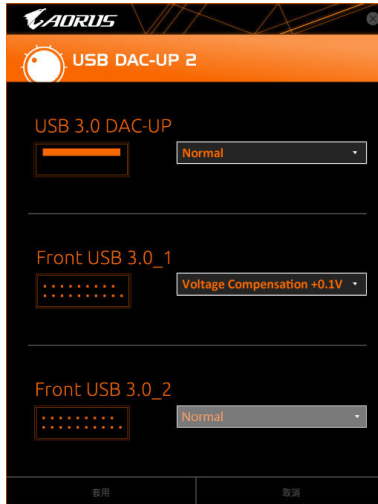 AORUS
USB DAC-UP 2
USB 3.0 DAC-UP
Normal
Front USB 3.0_1
Voltage Compensation +0.1V
Front USB 3.0_2
Normal
套用
取消